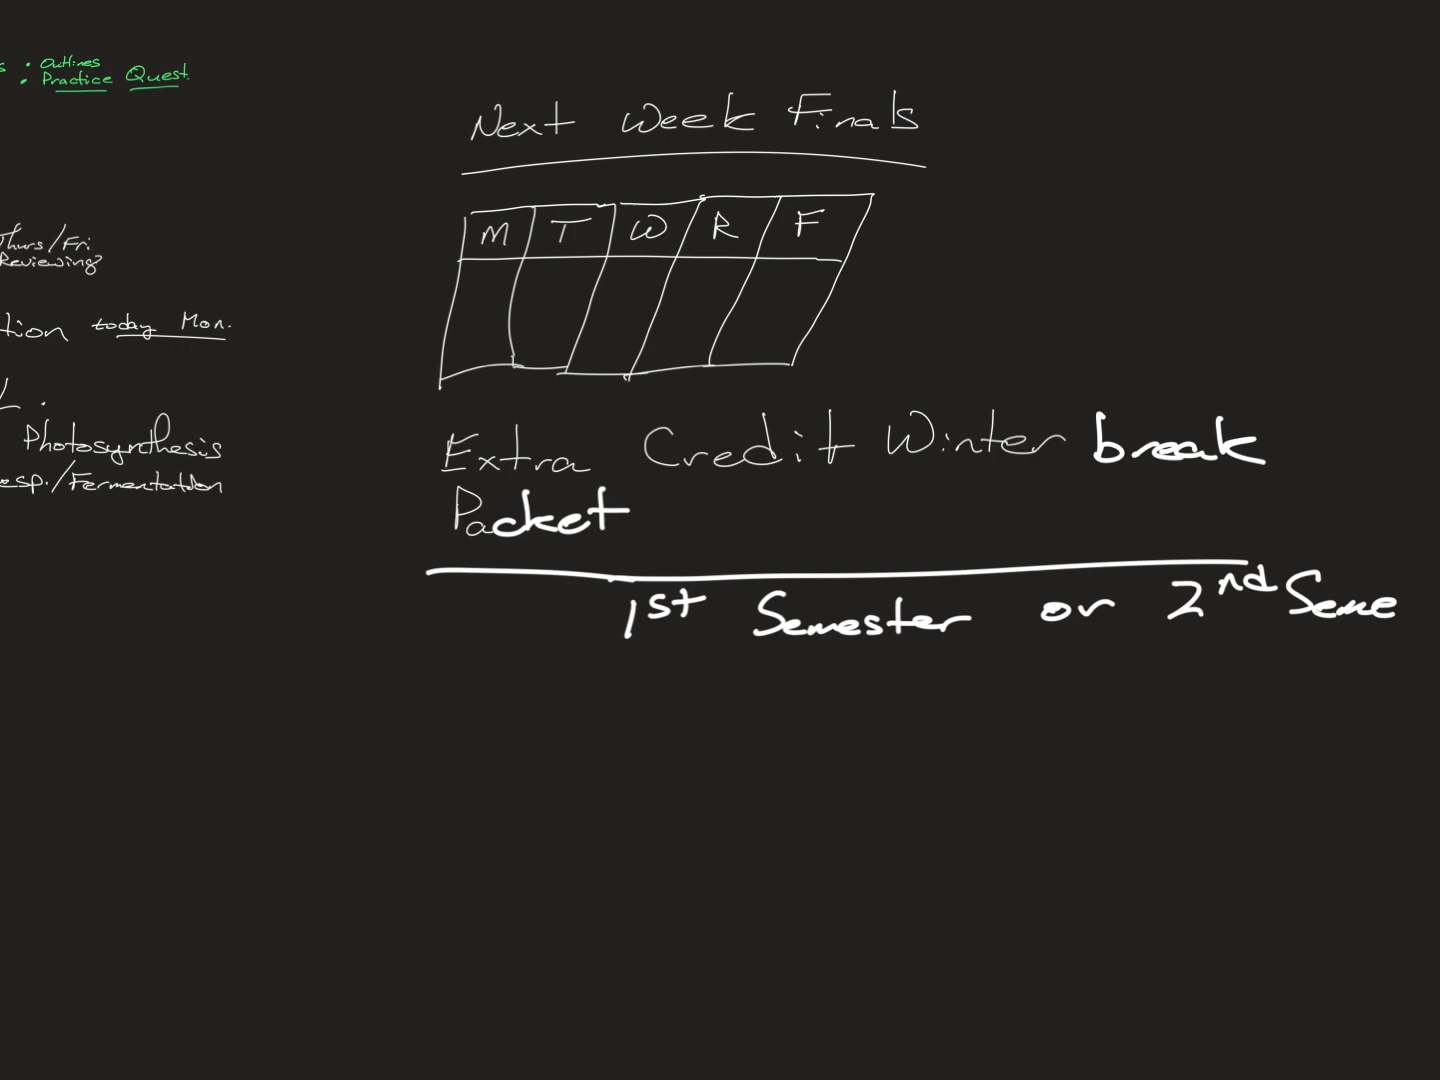 • Outlines
• Practice Quest.
Next Week Finals
M T W R F
Thurs/Fri
Reviewing
tion today Mon.
Photosynthesis
esp./Fermentation
Extra Credit Winter break
Packet
1st Semester or 2nd Seme